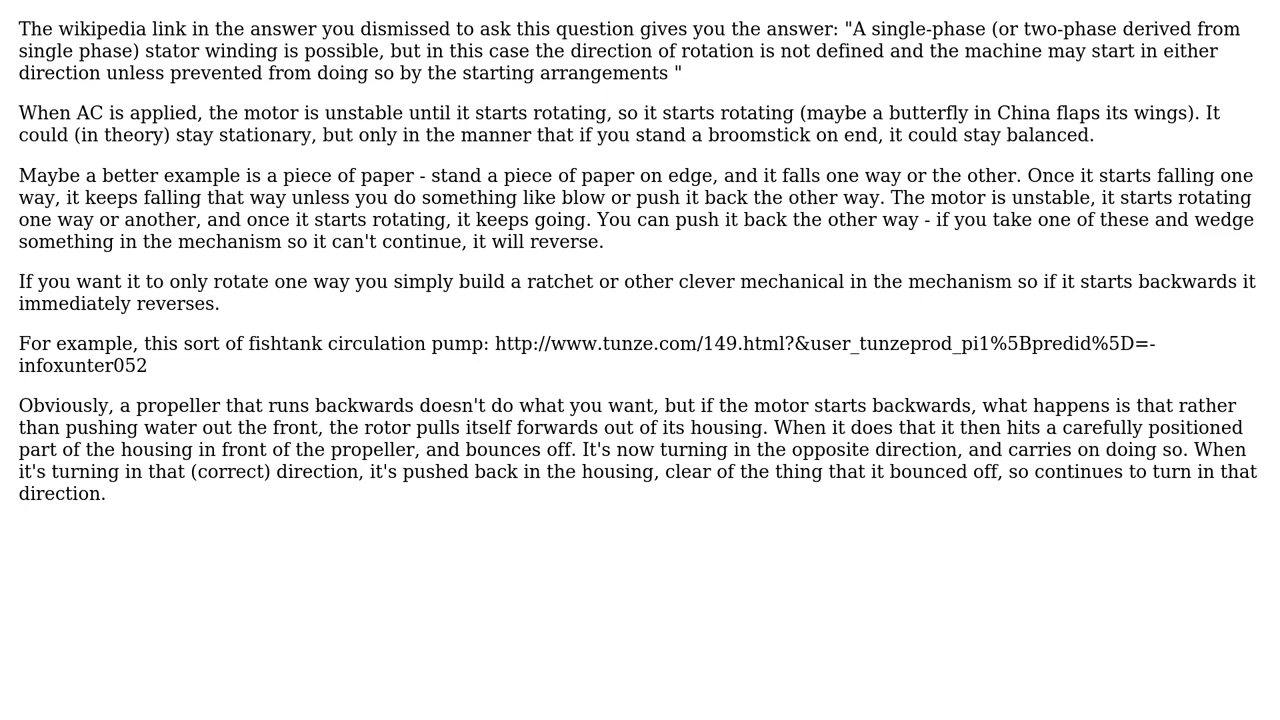 The wikipedia link in the answer you dismissed to ask this question gives you the answer: "A single-phase (or two-phase derived from
single phase) stator winding is possible, but in this case the direction of rotation is not defined and the machine may start in either
direction unless prevented from doing so by the starting arrangements "
When AC is applied, the motor is unstable until it starts rotating, so it starts rotating (maybe a butterfly in China flaps its wings). It
could (in theory) stay stationary, but only in the manner that if you stand a broomstick on end, it could stay balanced.
Maybe a better example is a piece of paper - stand a piece of paper on edge, and it falls one way or the other. Once it starts falling one
way, it keeps falling that way unless you do something like blow or push it back the other way. The motor is unstable, it starts rotating
one way or another, and once it starts rotating, it keeps going. You can push it back the other way - if you take one of these and wedge
something in the mechanism so it can't continue, it will reverse.
If you want it to only rotate one way you simply build a ratchet or other clever mechanical in the mechanism so if it starts backwards it
immediately reverses.
For example, this sort of fishtank circulation pump: http://www.tunze.com/149.html?&user_tunzeprod_pi1%5Bpredid%5D=-
infoxunter052
Obviously, a propeller that runs backwards doesn't do what you want, but if the motor starts backwards, what happens is that rather
than pushing water out the front, the rotor pulls itself forwards out of its housing. When it does that it then hits a carefully positioned
part of the housing in front of the propeller, and bounces off. It's now turning in the opposite direction, and carries on doing so. When
it's turning in that (correct) direction, it's pushed back in the housing, clear of the thing that it bounced off, so continues to turn in that
direction.